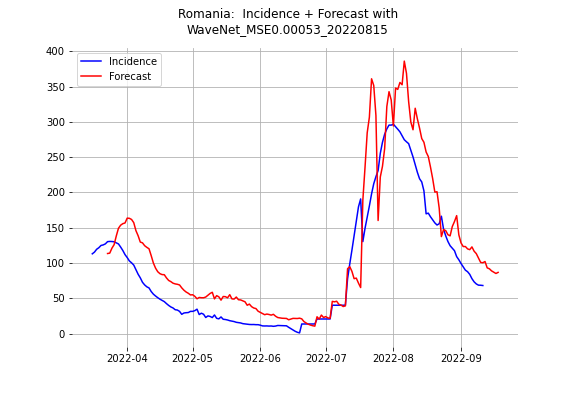 Romania:  Incidence + Forecast with
WaveNet_MSE0.00053_20220815
Incidence
Forecast
400
350
300
250
200
150
100
50
0
2022-04 2022-05 2022-06 2022-07 2022-08 2022-09